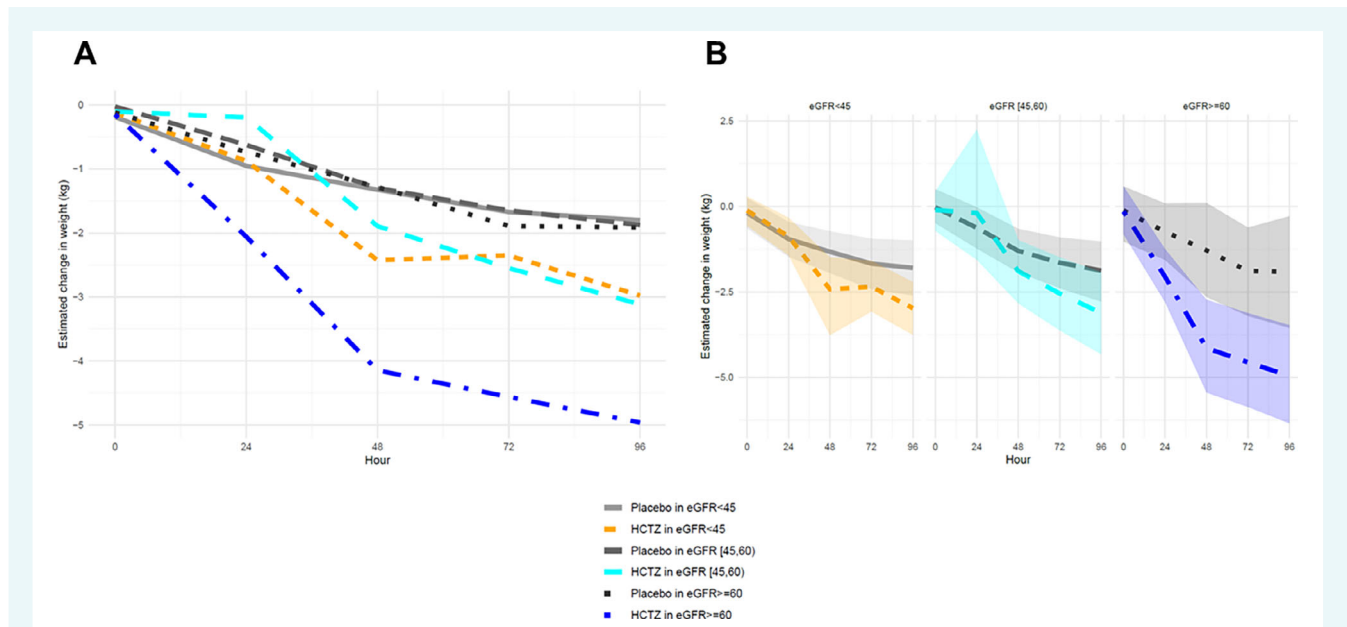 A
Estimated change in weight (kg)
0
−1
−2
−3
−4
−5
0 24 48 72 96
Hour
B
eGFR<45 eGFR [45,60) eGFR>=60
Estimated change in weight (kg)
2.5
0.0
−2.5
−5.0
0 24 48 72 96 0 24 48 72 96 0 24 48 72 96
Hour
Placebo in eGFR<45
HCTZ in eGFR<45
Placebo in eGFR [45,60)
HCTZ in eGFR [45,60)
Placebo in eGFR>=60
HCTZ in eGFR>=60